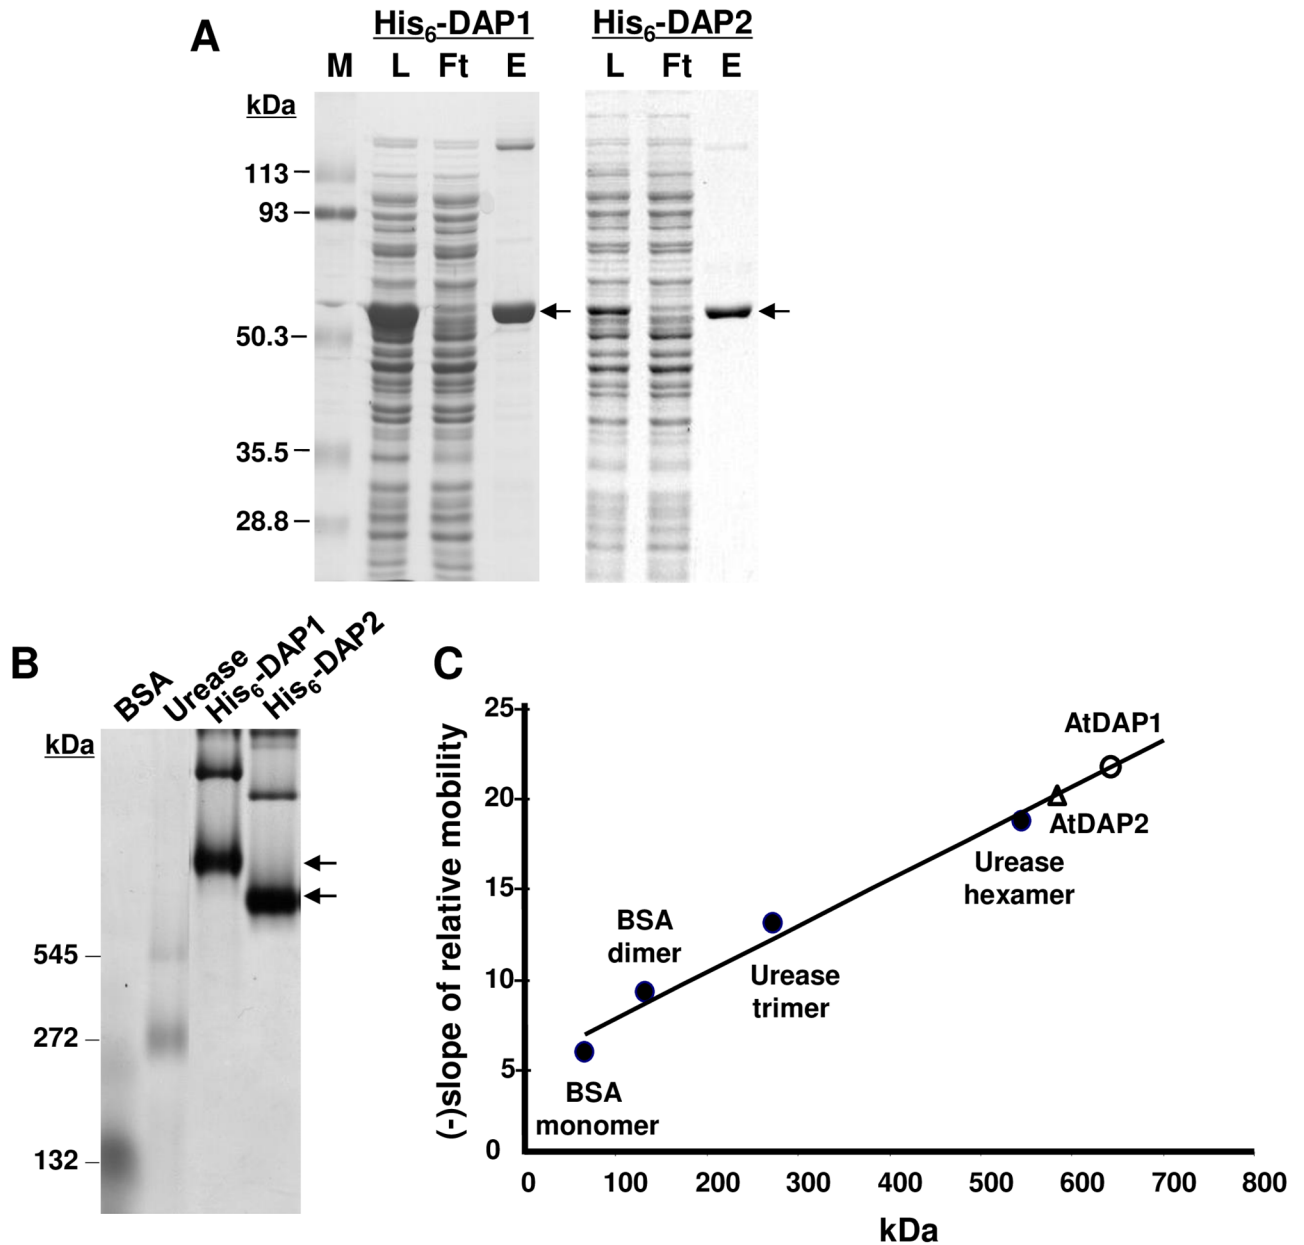 A
His6-DAP1
His6-DAP2
M L Ft E
L Ft E
kDa
113
93
50.3
35.5
28.8
B
BSA
Urease
His6-DAP1
His6-DAP2
kDa
545
272
132
C
(-)slope of relative mobility
25
20
15
10
5
0
AtDAP1
AtDAP2
Urease
hexamer
BSA
dimer
Urease
trimer
BSA
monomer
0 100 200 300 400 500 600 700 800
kDa